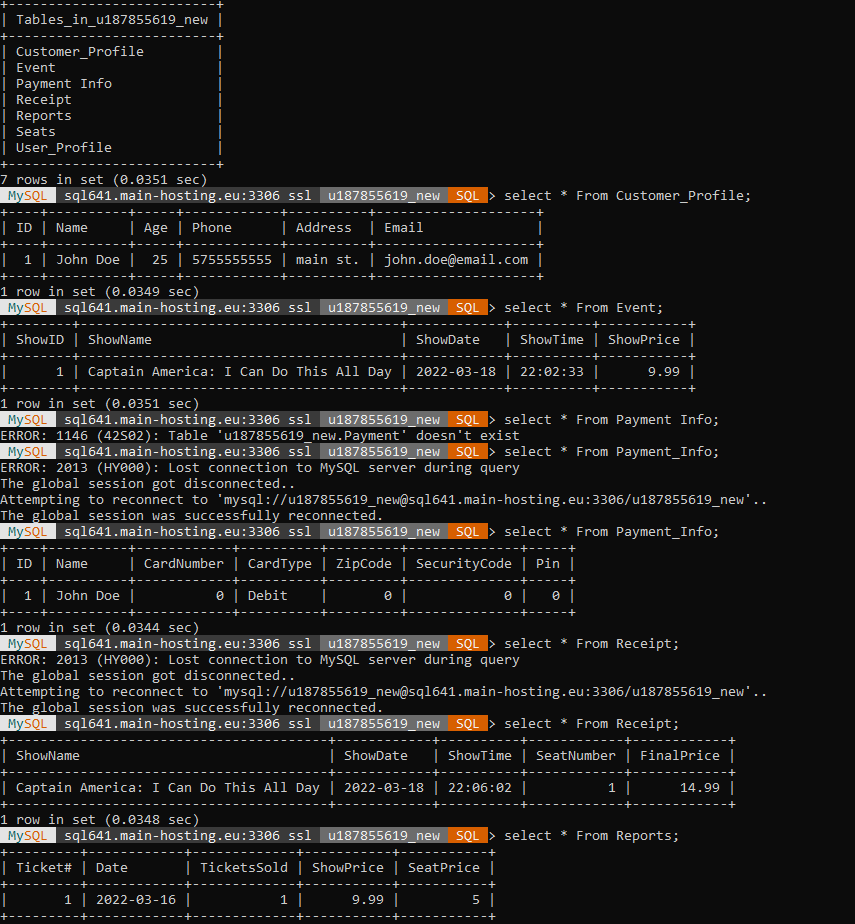 +--------------------------+
| Tables_in_u187855619_new |
+--------------------------+
| Customer_Profile         |
| Event                    |
| Payment Info             |
| Receipt                  |
| Reports                  |
| Seats                    |
| User_Profile             |
+--------------------------+
7 rows in set (0.0351 sec)
MySQL  sql641.main-hosting.eu:3306 ssl  u187855619_new  SQL > select * From Customer_Profile;
+----+----------+-----+------------+----------+--------------------+
| ID | Name     | Age | Phone      | Address  | Email              |
+----+----------+-----+------------+----------+--------------------+
|  1 | John Doe |  25 | 5755555555 | main st. | john.doe@email.com |
+----+----------+-----+------------+----------+--------------------+
1 row in set (0.0349 sec)
MySQL  sql641.main-hosting.eu:3306 ssl  u187855619_new  SQL > select * From Event;
+--------+----------------------------------------+------------+----------+-----------+
| ShowID | ShowName                               | ShowDate   | ShowTime | ShowPrice |
+--------+----------------------------------------+------------+----------+-----------+
|      1 | Captain America: I Can Do This All Day | 2022-03-18 | 22:02:33 |      9.99 |
+--------+----------------------------------------+------------+----------+-----------+
1 row in set (0.0351 sec)
MySQL  sql641.main-hosting.eu:3306 ssl  u187855619_new  SQL > select * From Payment Info;
ERROR: 1146 (42S02): Table 'u187855619_new.Payment' doesn't exist
MySQL  sql641.main-hosting.eu:3306 ssl  u187855619_new  SQL > select * From Payment_Info;
ERROR: 2013 (HY000): Lost connection to MySQL server during query
The global session got disconnected..
Attempting to reconnect to 'mysql://u187855619_new@sql641.main-hosting.eu:3306/u187855619_new'..
The global session was successfully reconnected.
MySQL  sql641.main-hosting.eu:3306 ssl  u187855619_new  SQL > select * From Payment_Info;
+----+----------+------------+----------+---------+--------------+-----+
| ID | Name     | CardNumber | CardType | ZipCode | SecurityCode | Pin |
+----+----------+------------+----------+---------+--------------+-----+
|  1 | John Doe |          0 | Debit    |       0 |            0 |   0 |
+----+----------+------------+----------+---------+--------------+-----+
1 row in set (0.0344 sec)
MySQL  sql641.main-hosting.eu:3306 ssl  u187855619_new  SQL > select * From Receipt;
ERROR: 2013 (HY000): Lost connection to MySQL server during query
The global session got disconnected..
Attempting to reconnect to 'mysql://u187855619_new@sql641.main-hosting.eu:3306/u187855619_new'..
The global session was successfully reconnected.
MySQL  sql641.main-hosting.eu:3306 ssl  u187855619_new  SQL > select * From Receipt;
+----------------------------------------+------------+----------+------------+------------+
| ShowName                               | ShowDate   | ShowTime | SeatNumber | FinalPrice |
+----------------------------------------+------------+----------+------------+------------+
| Captain America: I Can Do This All Day | 2022-03-18 | 22:06:02 |          1 |      14.99 |
+----------------------------------------+------------+----------+------------+------------+
1 row in set (0.0348 sec)
MySQL  sql641.main-hosting.eu:3306 ssl  u187855619_new  SQL > select * From Reports;
+---------+------------+-------------+-----------+-----------+
| Ticket# | Date       | TicketsSold | ShowPrice | SeatPrice |
+---------+------------+-------------+-----------+-----------+
|       1 | 2022-03-16 |           1 |      9.99 |         5 |
+---------+------------+-------------+-----------+-----------+